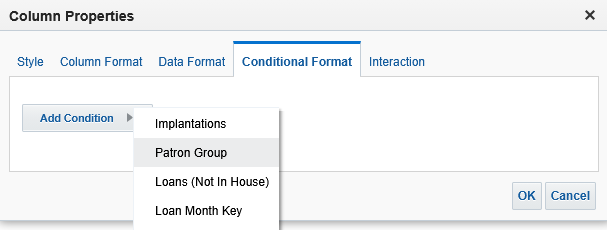 Column Properties
Style Column Format Data Format Conditional Format Interaction
Add Condition
Implantations
Patron Group
Loans (Not In House)
Loan Month Key
OK Cancel